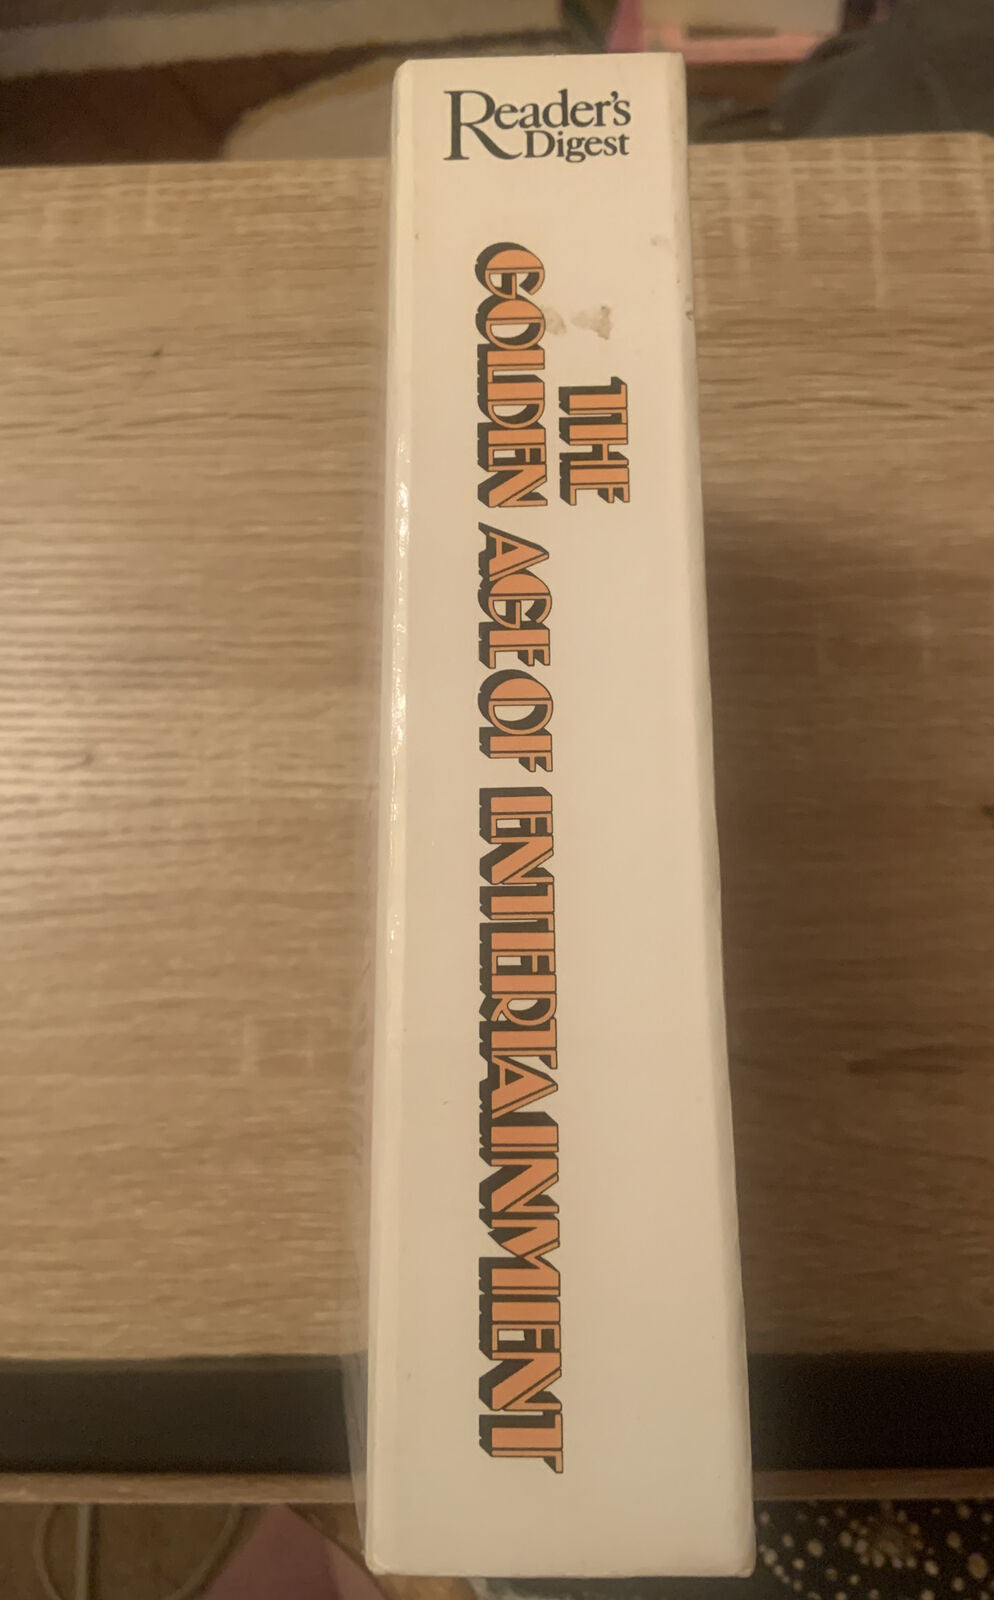 Reader's
Digest
THE
GOLDEN AGE OF ENTERTAINMENT